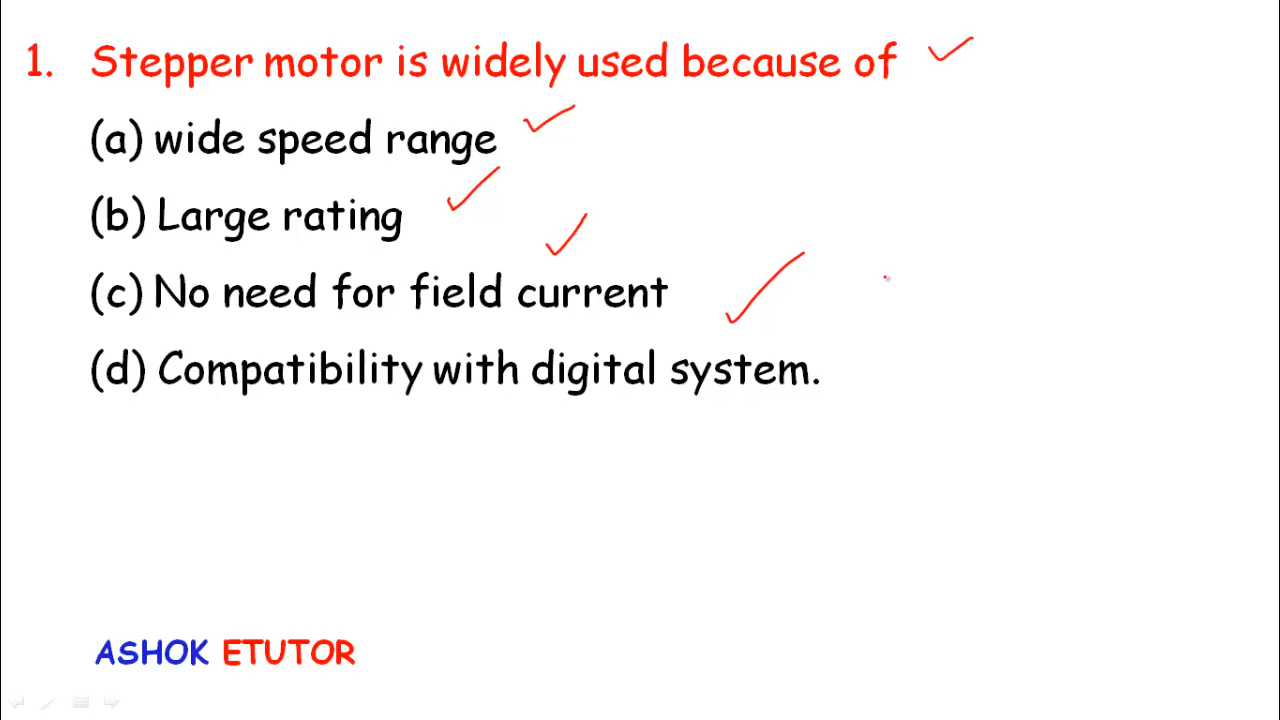 1. Stepper motor is widely used because of
(a) wide speed range
(b) Large rating
(c) No need for field current
(d) Compatibility with digital system.
ASHOK ETUTOR